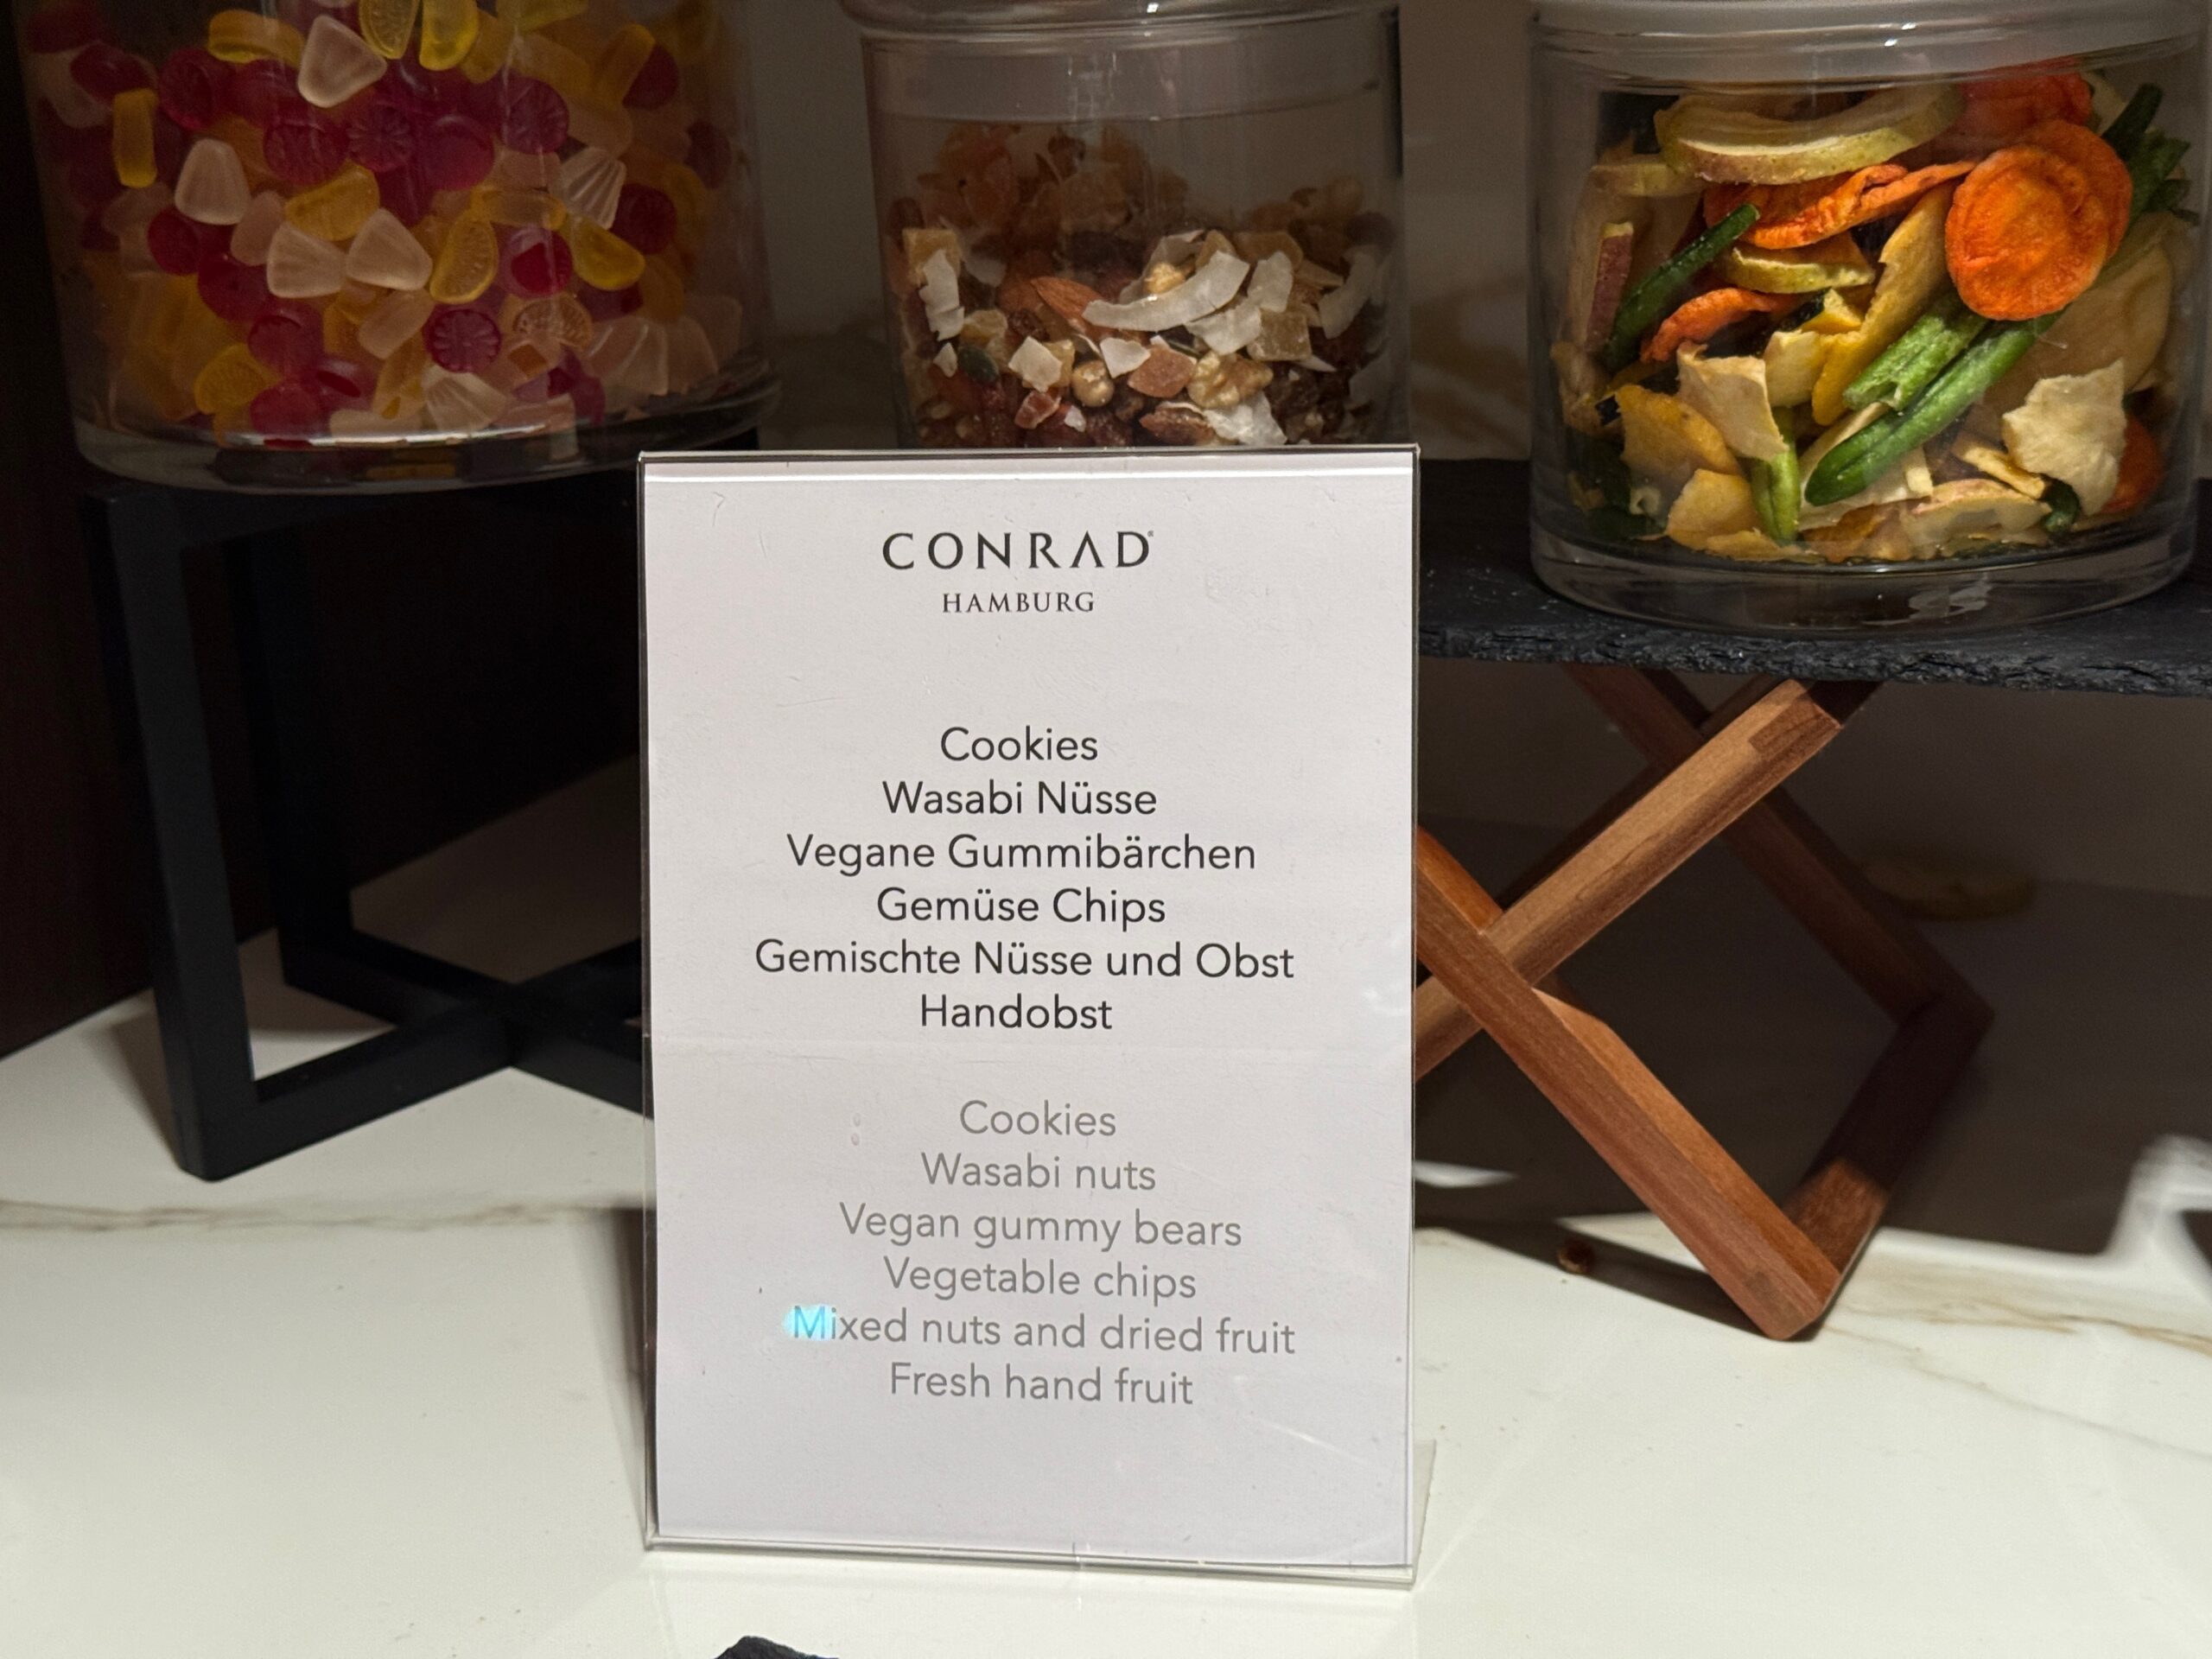 CONRAD
HAMBURG
Cookies
Wasabi Nüsse
Vegane Gummibärchen
Gemüse Chips
Gemischte Nüsse und Obst
Handobst
Cookies
Wasabi nuts
Vegan gummy bears
Vegetable chips
Mixed nuts and dried fruit
Fresh hand fruit